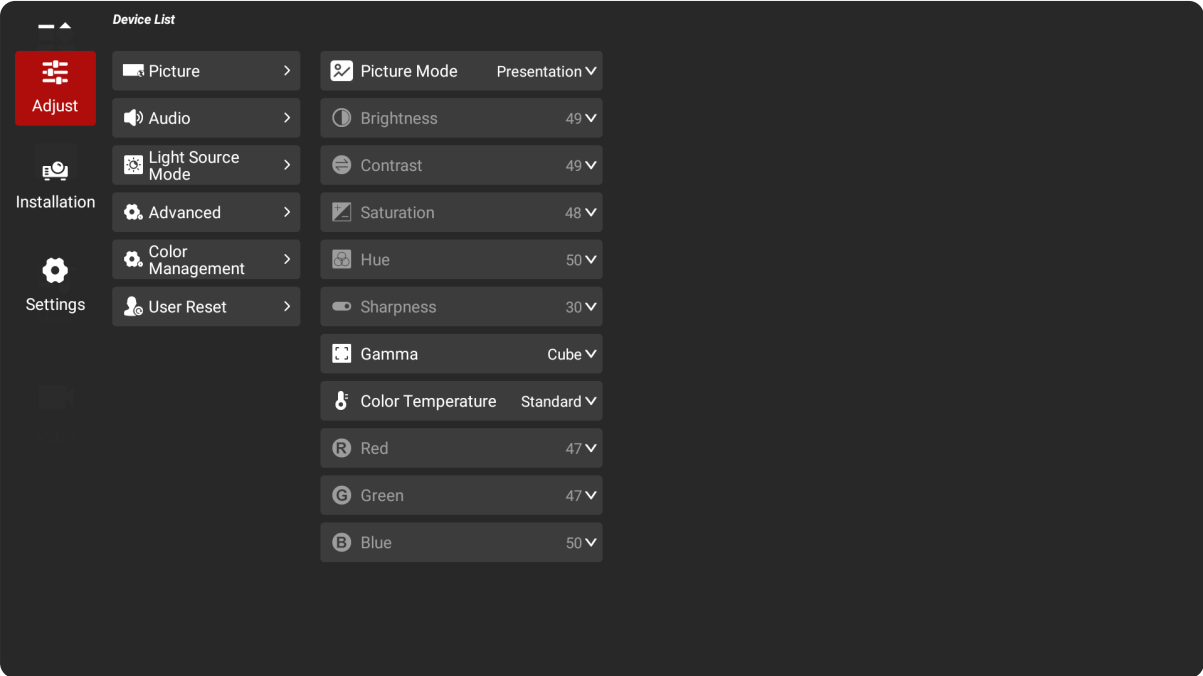 Device List
Adjust
Installation
Settings
Picture
Audio
Light Source
Mode
Advanced
Color
Management
User Reset
Picture Mode Presentation
Brightness 49
Contrast 49
Saturation 48
Hue 50
Sharpness 30
Gamma Cube
Color Temperature Standard
R Red 47
G Green 47
B Blue 50